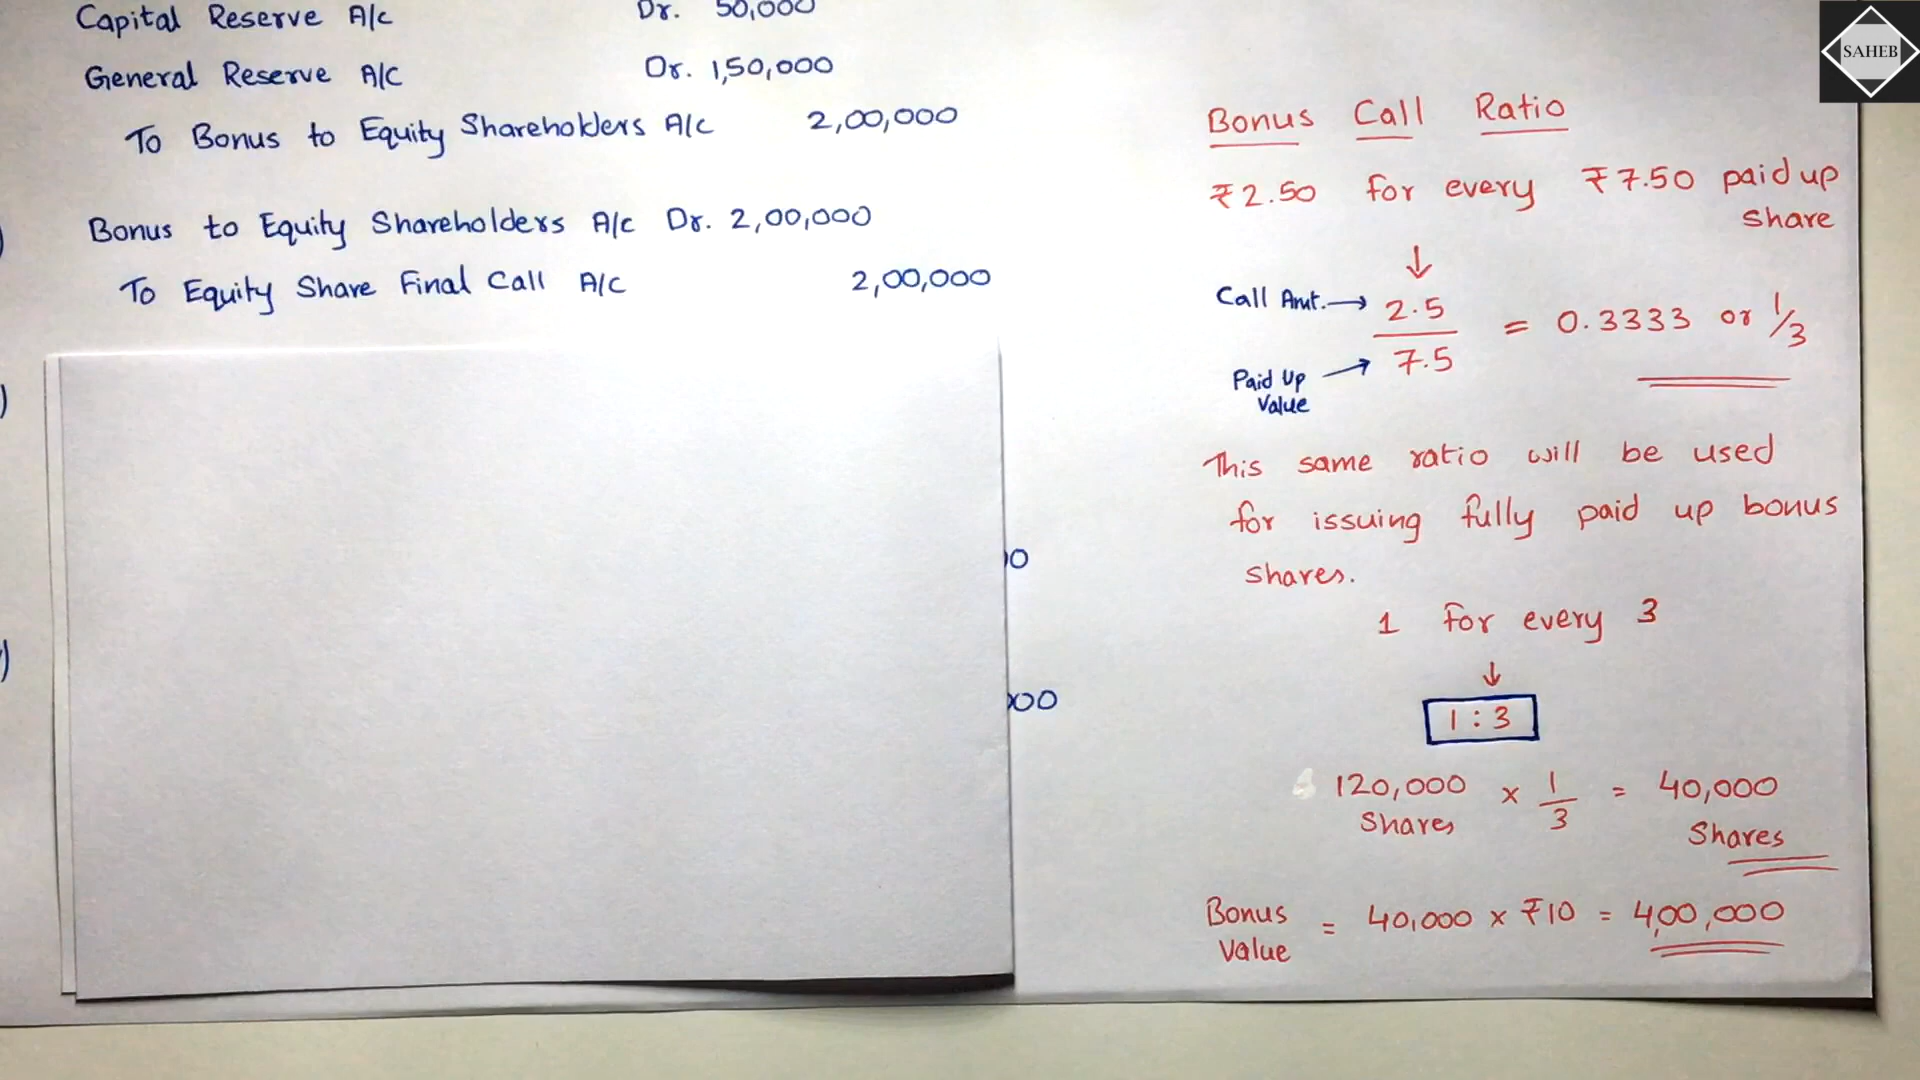 Capital Reserve A/c Dr. 50,000
General Reserve A/C Dr. 1,50,000
To Bonus to Equity Shareholders A/c 2,00,000
Bonus to Equity Shareholders A/c Dr. 2,00,000
To Equity Share Final Call A/c 2,00,000
SAHEB
Bonus Call Ratio
₹2.50 for every ₹7.50 paid up
share
↓
Call Amt. → 2.5
= 0.3333 or 1/3
Paid Up → 7.5
Value
This same ratio will be used
for issuing fully paid up bonus
shares.
1 for every 3
↓
1 : 3
120,000 × 1/3 = 40,000
Shares Shares
Bonus = 40,000 × ₹10 = 4,00,000
Value